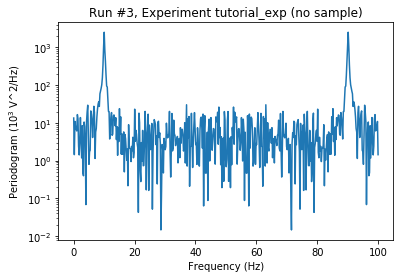 Run #3, Experiment tutorial_exp (no sample)
Periodogram (10³ V^2/Hz)
10³
10²
10¹
10⁰
10⁻¹
10⁻²
0 20 40 60 80 100
Frequency (Hz)